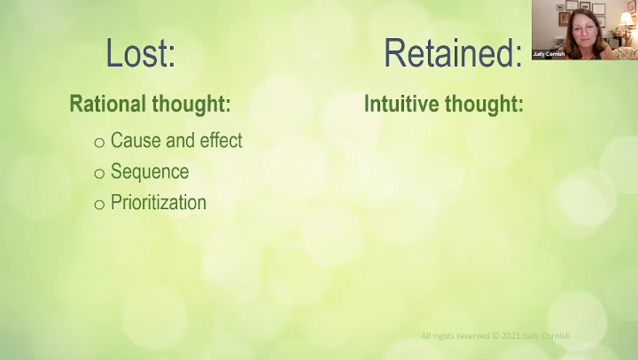 Lost:
Retained:
Rational thought:
Intuitive thought:
○ Cause and effect
○ Sequence
○ Prioritization
Judy Cornish
All rights reserved © 2021 Judy Cornish